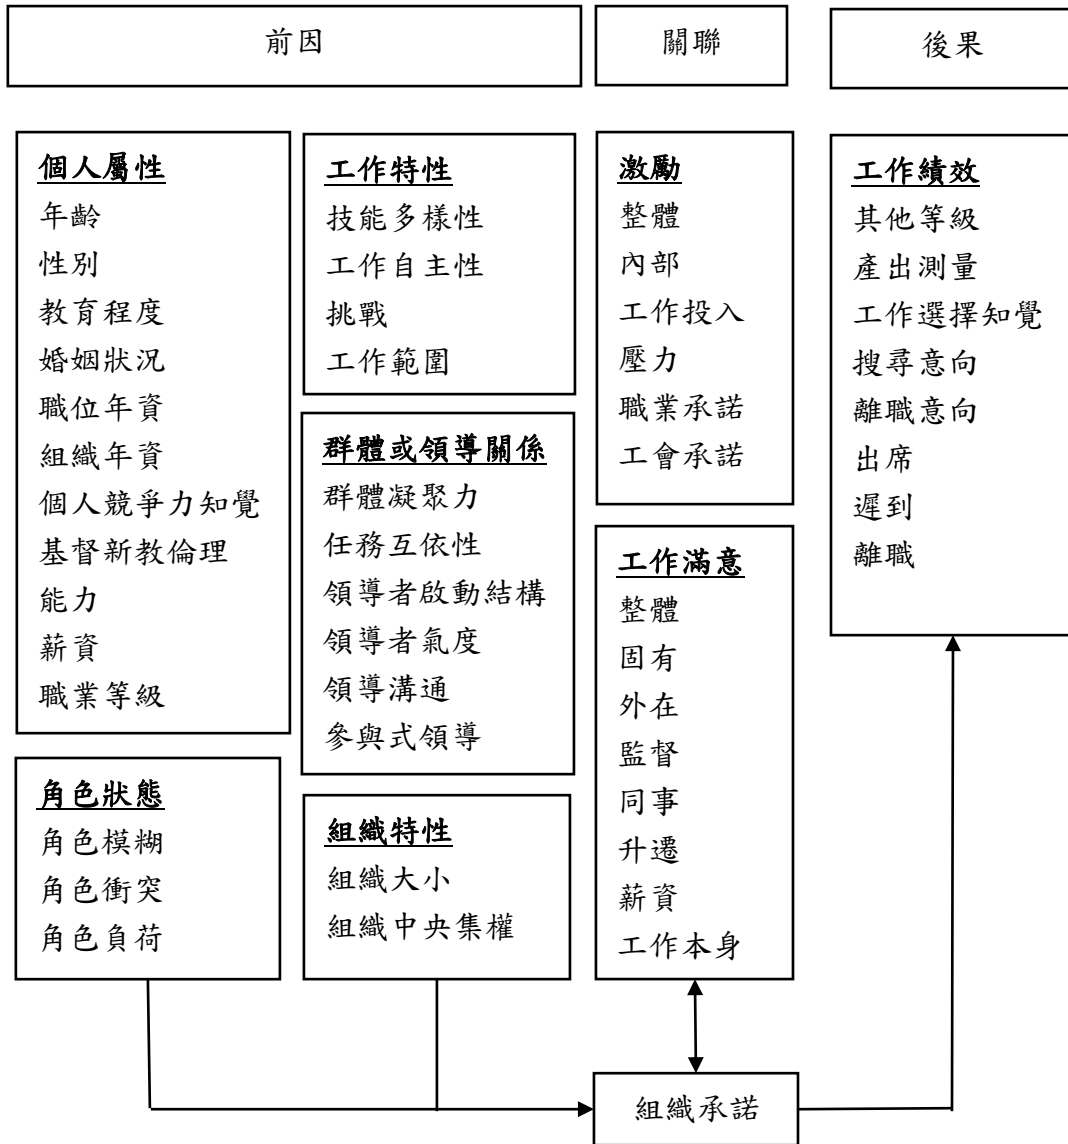 前因
關聯
後果
個人屬性
年齡
性別
教育程度
婚姻狀況
職位年資
組織年資
個人競爭力知覺
基督新教倫理
能力
薪資
職業等級
角色狀態
角色模糊
角色衝突
角色負荷
工作特性
技能多樣性
工作自主性
挑戰
工作範圍
群體或領導關係
群體凝聚力
任務互依性
領導者啟動結構
領導者氣度
領導溝通
參與式領導
組織特性
組織大小
組織中央集權
激勵
整體
內部
工作投入
壓力
職業承諾
工會承諾
工作滿意
整體
固有
外在
監督
同事
升遷
薪資
工作本身
工作績效
其他等級
產出測量
工作選擇知覺
搜尋意向
離職意向
出席
遲到
離職
組織承諾